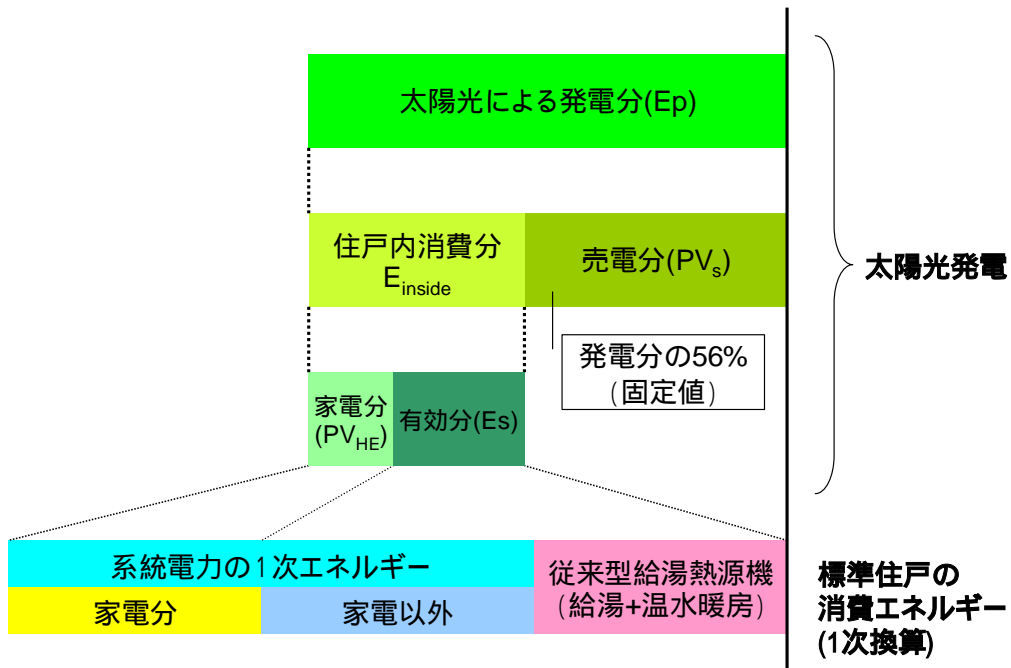 太陽光による発電分(Ep)
住戸内消費分
E_inside
売電分(PV_s)
太陽光発電
発電分の56%
(固定値)
家電分
(PV_HE)
有効分(Es)
系統電力の1次エネルギー
家電分
家電以外
従来型給湯熱源機
(給湯+温水暖房)
標準住戸の
消費エネルギー
(1次換算)